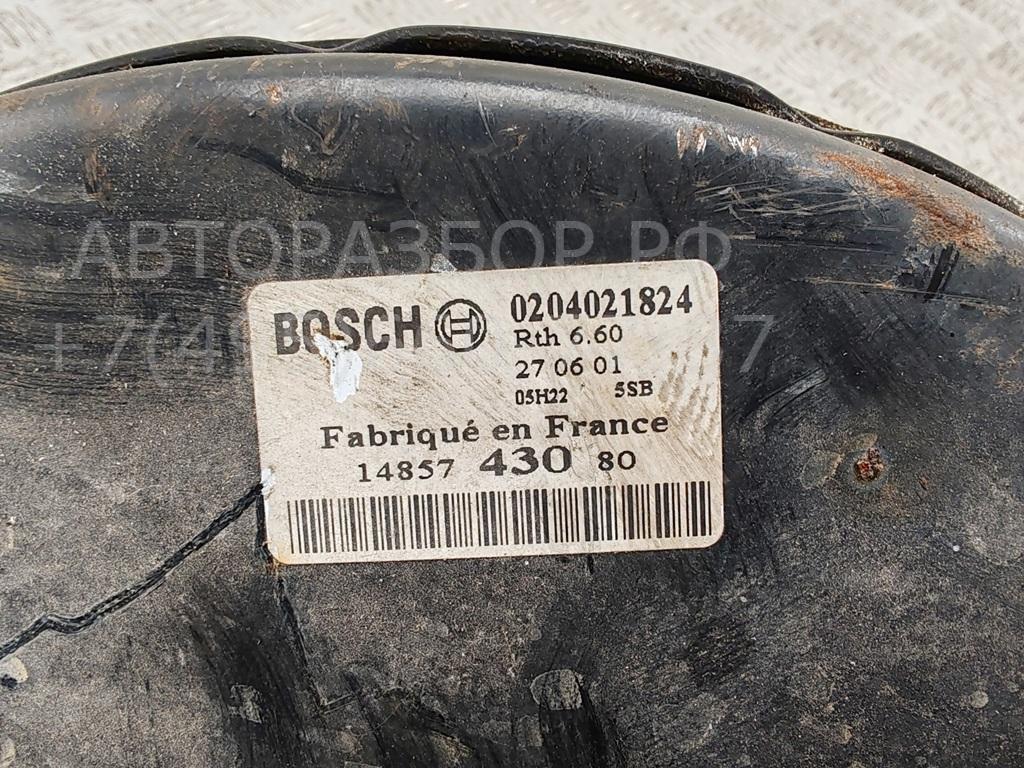 АВТОРАЗБОР.РФ
BOSCH 0204021824
Rth 6.60
27 06 01
05H22 5SB
Fabriqué en France
14857 430 80